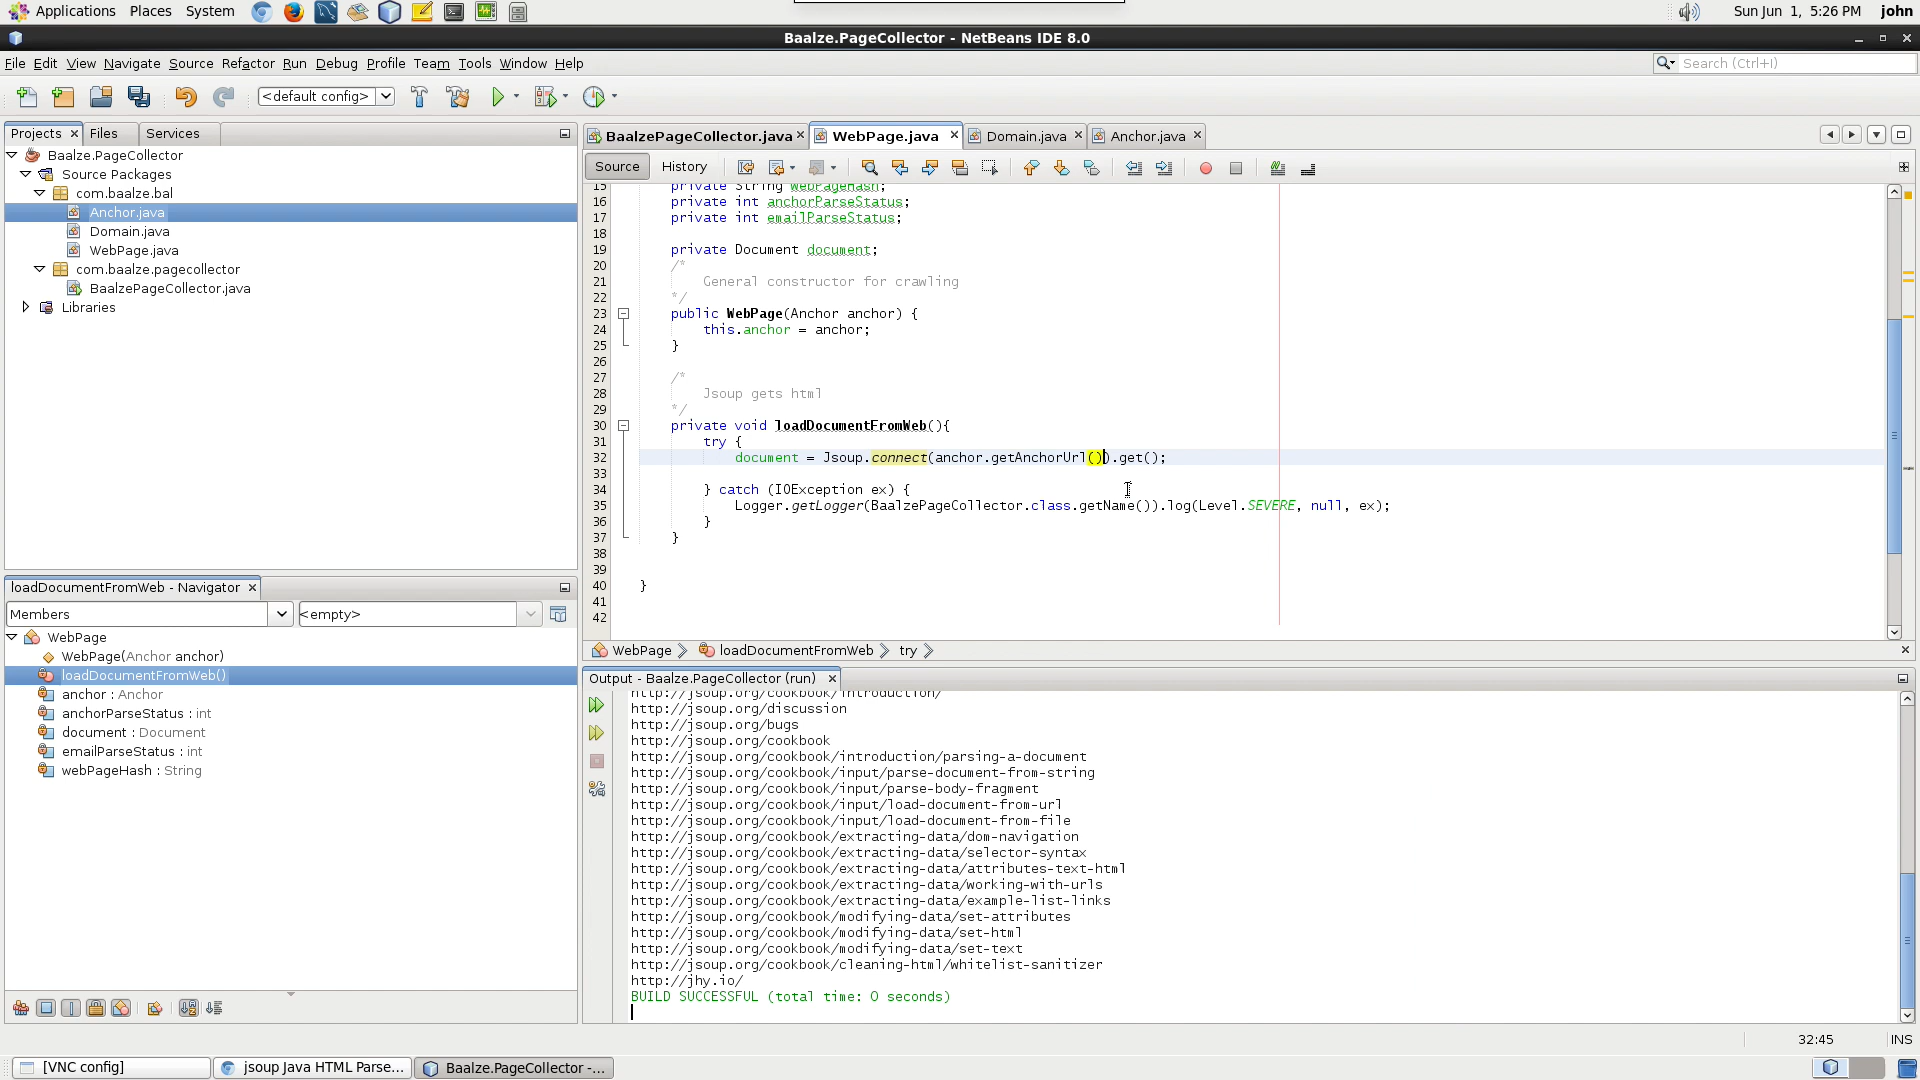 Applications Places System
Sun Jun 1, 5:26 PM john
Baalze.PageCollector - NetBeans IDE 8.0
File Edit View Navigate Source Refactor Run Debug Profile Team Tools Window Help
Search (Ctrl+I)
<default config>
Projects Files Services
Baalze.PageCollector
Source Packages
com.baalze.bal
Anchor.java
Domain.java
WebPage.java
com.baalze.pagecollector
BaalzePageCollector.java
Libraries
loadDocumentFromWeb - Navigator
Members <empty>
WebPage
WebPage(Anchor anchor)
loadDocumentFromWeb()
anchor : Anchor
anchorParseStatus : int
document : Document
emailParseStatus : int
webPageHash : String
BaalzePageCollector.java WebPage.java Domain.java Anchor.java
Source History
15 private String webPageHash;
16 private int anchorParseStatus;
17 private int emailParseStatus;
18
19 private Document document;
20 /*
21 General constructor for crawling
22 */
23 public WebPage(Anchor anchor) {
24 this.anchor = anchor;
25 }
26
27 /*
28 Jsoup gets html
29 */
30 private void loadDocumentFromWeb(){
31 try {
32 document = Jsoup.connect(anchor.getAnchorUrl()).get();
33
34 } catch (IOException ex) {
35 Logger.getLogger(BaalzePageCollector.class.getName()).log(Level.SEVERE, null, ex);
36 }
37 }
38
39
40 }
41
42
WebPage loadDocumentFromWeb try
Output - Baalze.PageCollector (run)
http://jsoup.org/cookbook/introduction/
http://jsoup.org/discussion
http://jsoup.org/bugs
http://jsoup.org/cookbook
http://jsoup.org/cookbook/introduction/parsing-a-document
http://jsoup.org/cookbook/input/parse-document-from-string
http://jsoup.org/cookbook/input/parse-body-fragment
http://jsoup.org/cookbook/input/load-document-from-url
http://jsoup.org/cookbook/input/load-document-from-file
http://jsoup.org/cookbook/extracting-data/dom-navigation
http://jsoup.org/cookbook/extracting-data/selector-syntax
http://jsoup.org/cookbook/extracting-data/attributes-text-html
http://jsoup.org/cookbook/extracting-data/working-with-urls
http://jsoup.org/cookbook/extracting-data/example-list-links
http://jsoup.org/cookbook/modifying-data/set-attributes
http://jsoup.org/cookbook/modifying-data/set-html
http://jsoup.org/cookbook/modifying-data/set-text
http://jsoup.org/cookbook/cleaning-html/whitelist-sanitizer
http://jhy.io/
BUILD SUCCESSFUL (total time: 0 seconds)
32:45 INS
[VNC config] jsoup Java HTML Parse... Baalze.PageCollector -...